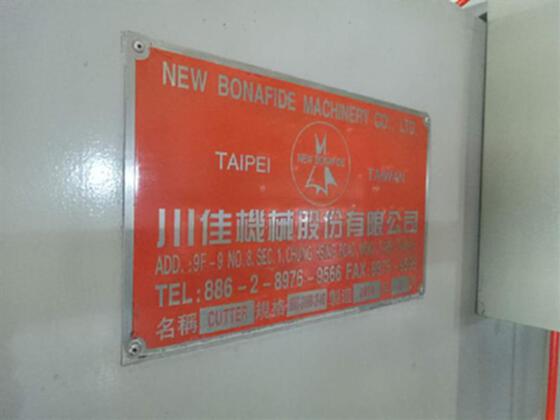 NEW BONAFIDE MACHINERY CO., LTD.
NEW BONAFIDE
TAIPEI TAIWAN
川佳機械股份有限公司
ADD.:9F-9 NO.8, SEC.1, CHUNG HSING ROAD,
TEL:886-2-8976-9566 FAX:
名稱 CUTTER 規格 製造